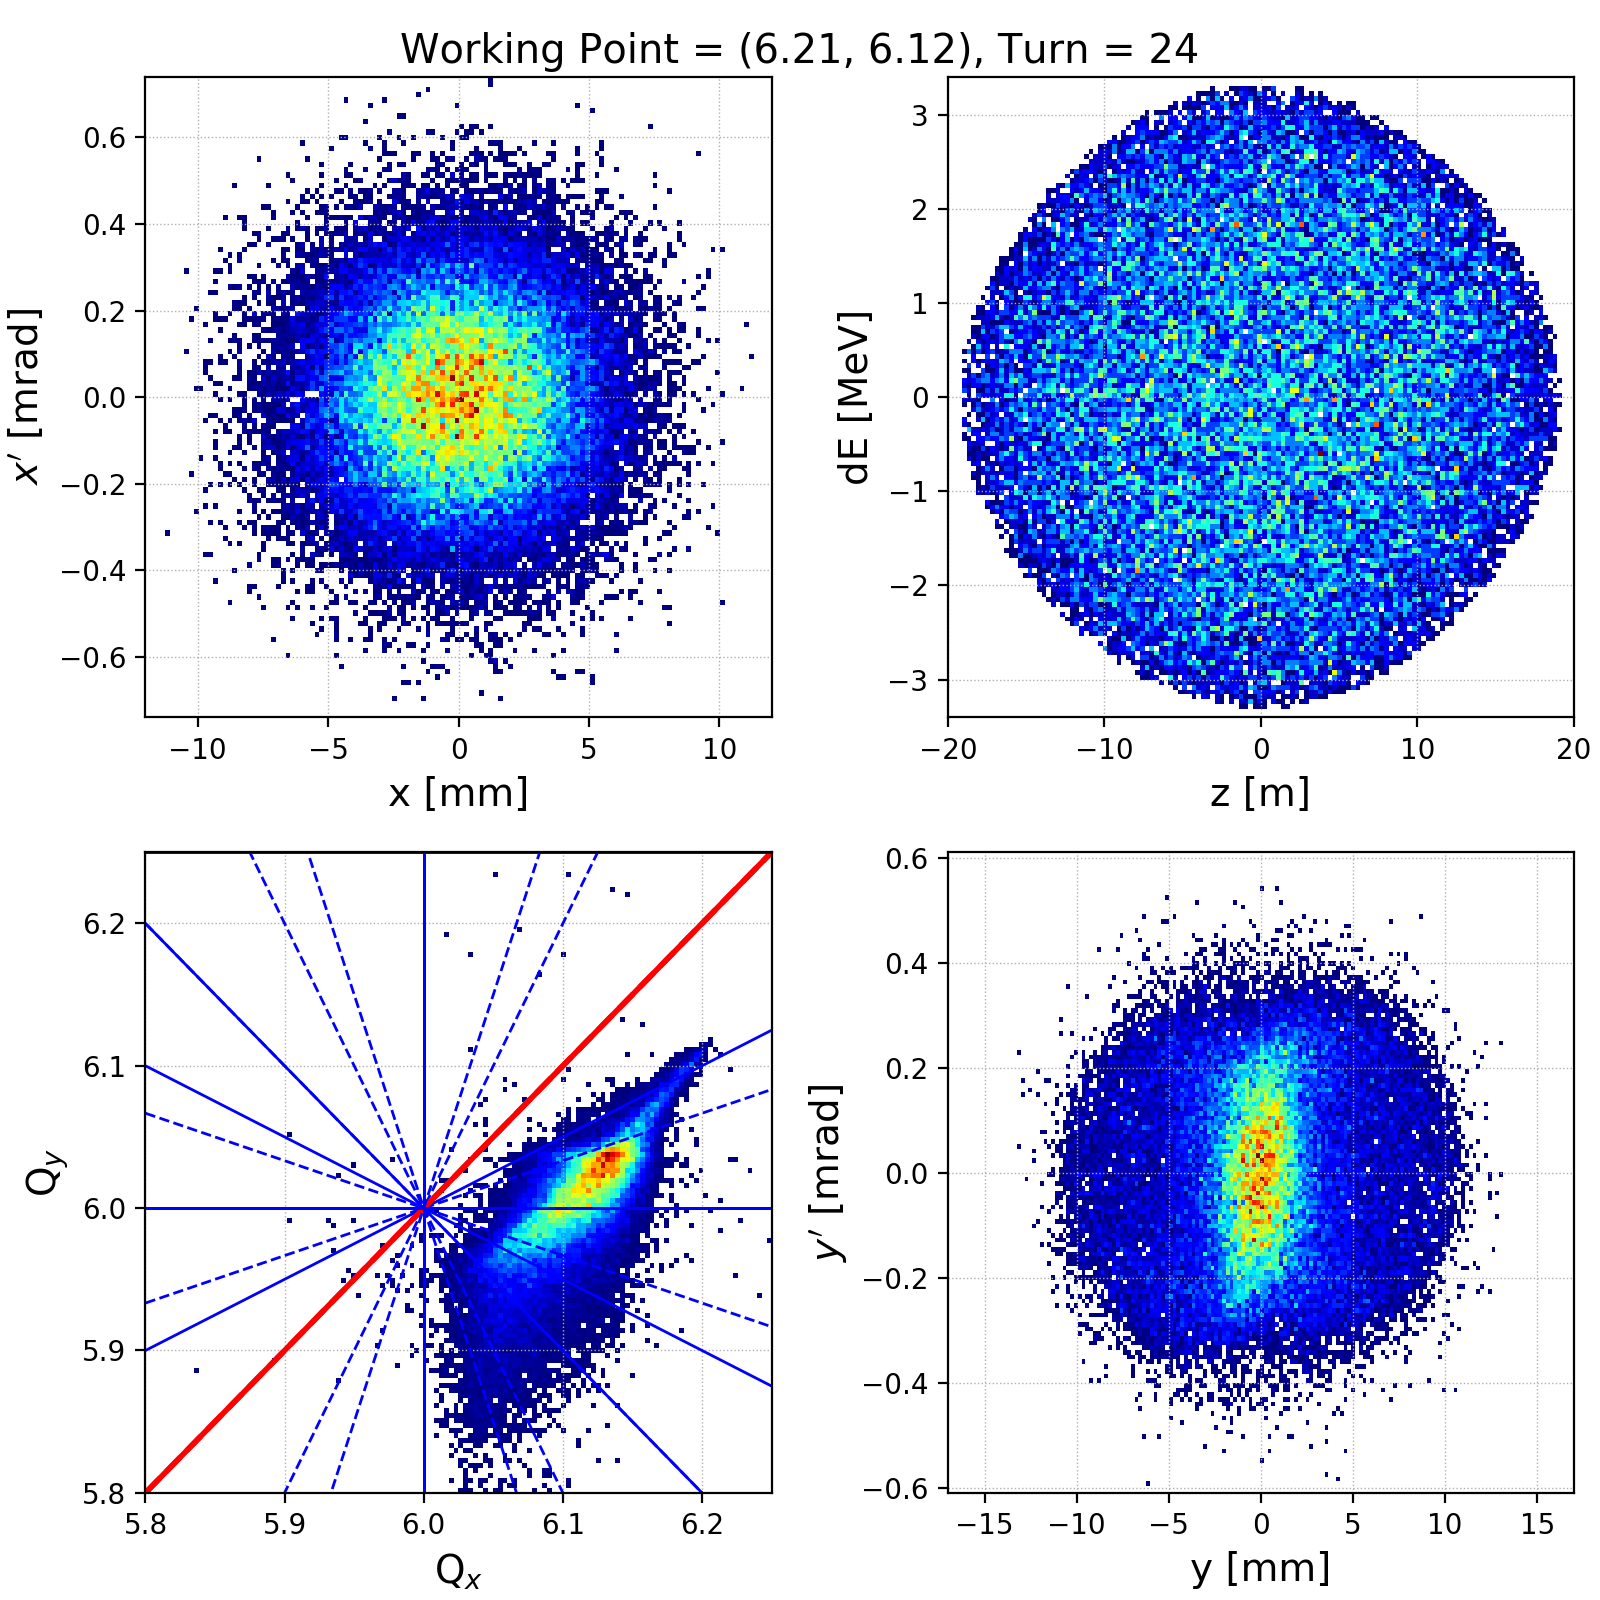 Working Point = (6.21, 6.12), Turn = 24
0.6
0.4
0.2
0.0
−0.2
−0.4
−0.6
x′ [mrad]
−10 −5 0 5 10
x [mm]
3
2
1
0
−1
−2
−3
dE [MeV]
−20 −10 0 10 20
z [m]
6.2
6.1
6.0
5.9
5.8
Qy
5.8 5.9 6.0 6.1 6.2
Qx
0.6
0.4
0.2
0.0
−0.2
−0.4
−0.6
y′ [mrad]
−15 −10 −5 0 5 10 15
y [mm]